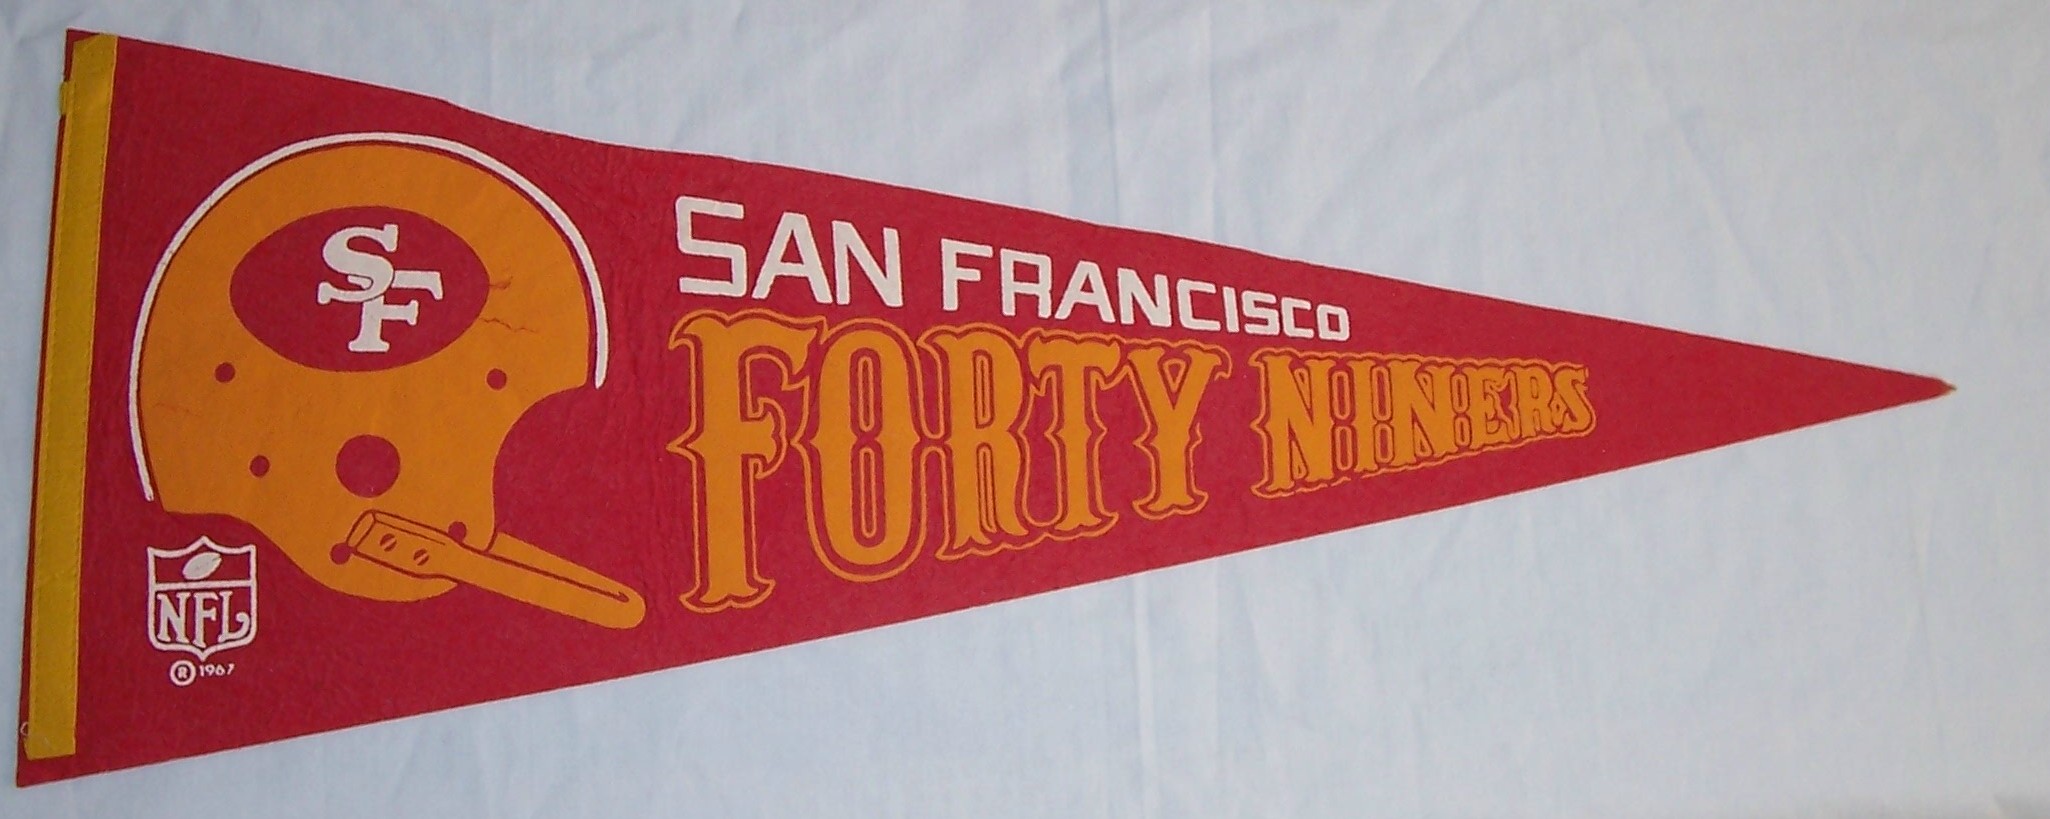 SF
SAN FRANCISCO
FORTY NINERS
NFL
® 1967